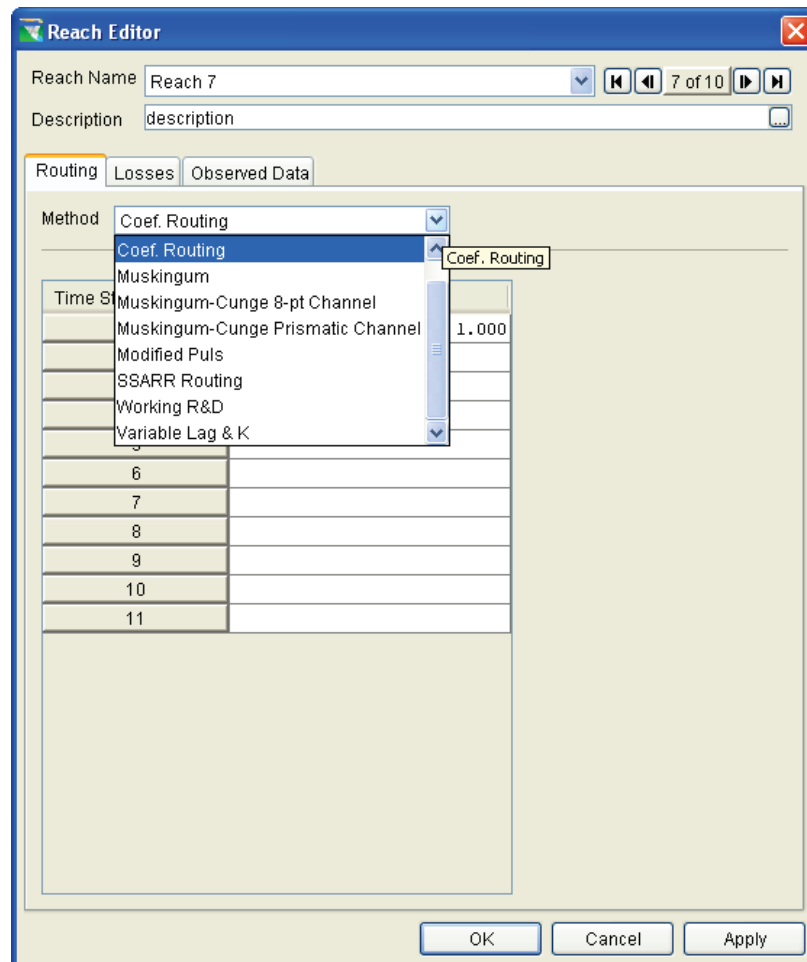 Reach Editor
Reach Name Reach 7 7 of 10
Description description ...
Routing Losses Observed Data
Method Coef. Routing
Coef. Routing
Coef. Routing
Muskingum
Time St
Muskingum-Cunge 8-pt Channel
Muskingum-Cunge Prismatic Channel 1.000
Modified Puls
SSARR Routing
Working R&D
Variable Lag & K
6
7
8
9
10
11
OK Cancel Apply